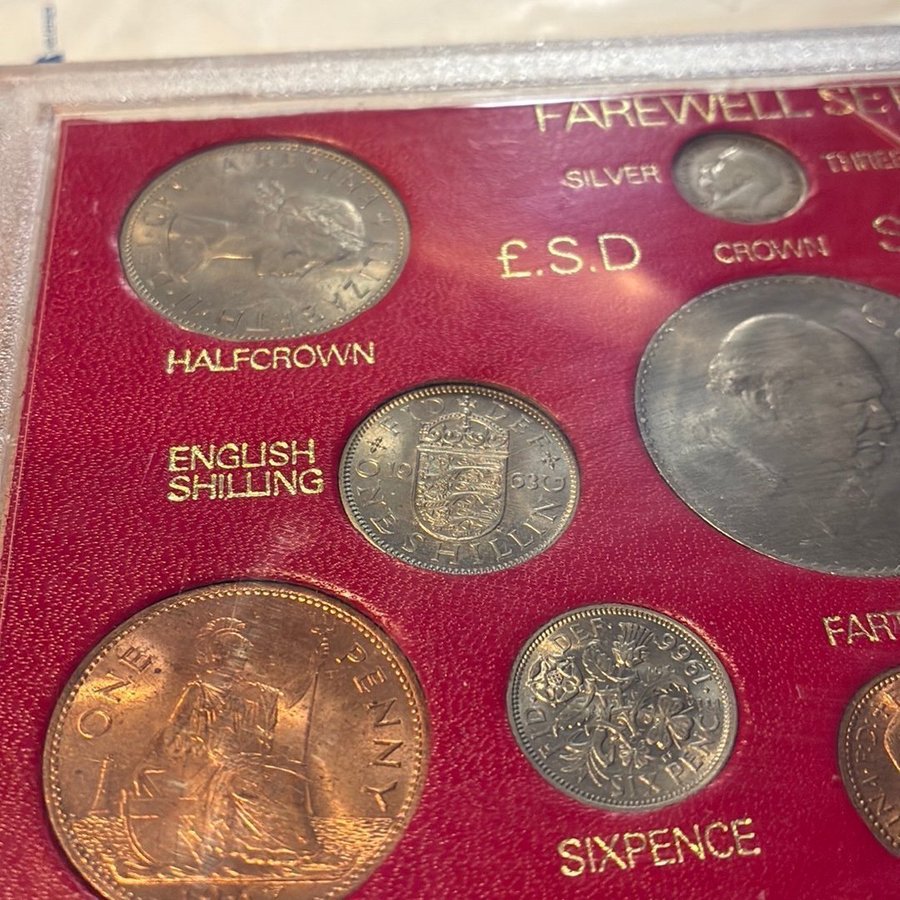 FAREWELL SE
SILVER
THREE
£.S.D
CROWN
S
HALFCROWN
ENGLISH
SHILLING
FID DEF
19 63
ONE SHILLING
ONE PENNY
FID DEF 1966
SIX PENCE
FART
SIXPENCE